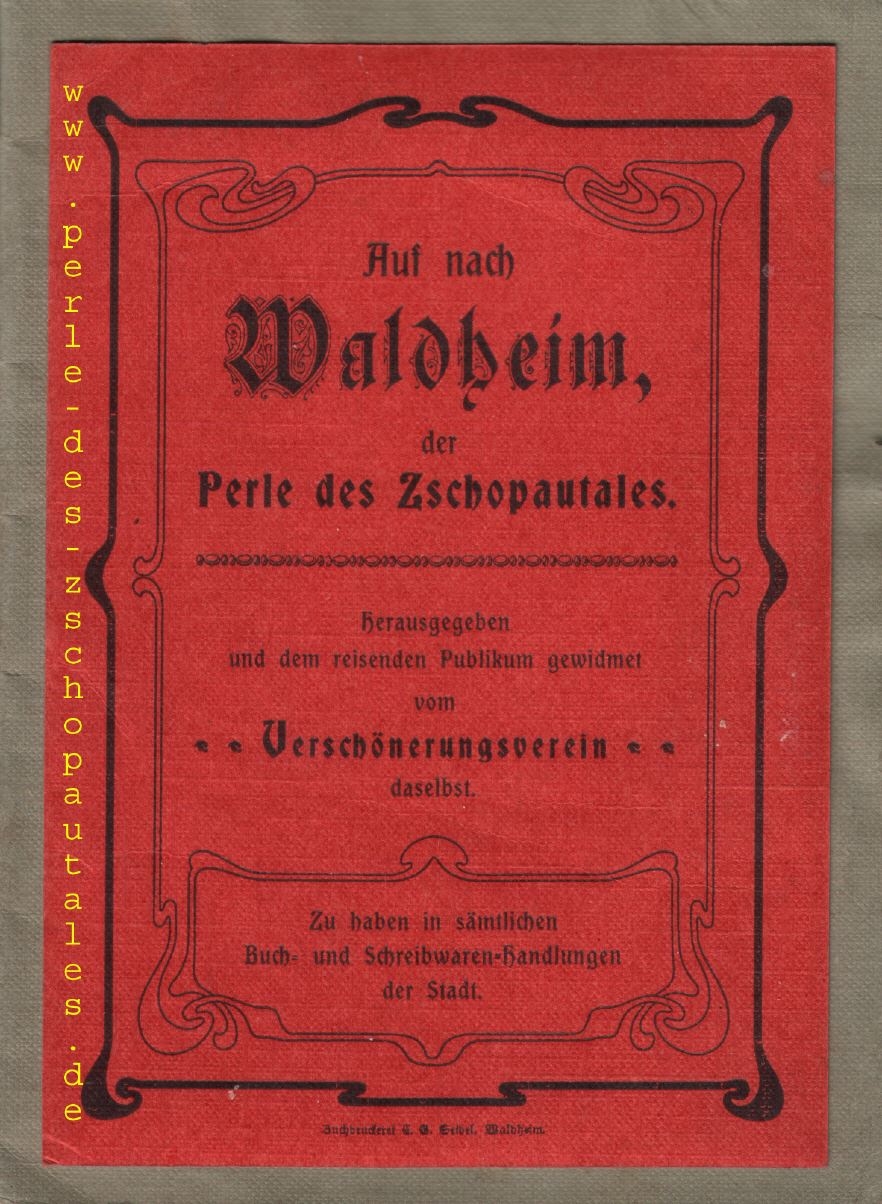 www.perle-des-zschopautales.de
Auf nach
Waldheim,
der
Perle des Zschopautales.
Herausgegeben
und dem reisenden Publikum gewidmet
vom
Verschönerungsverein
daselbst.
Zu haben in sämtlichen
Buch- und Schreibwaren-Handlungen
der Stadt.
Buchdruckerei C. G. Seidel, Waldheim.